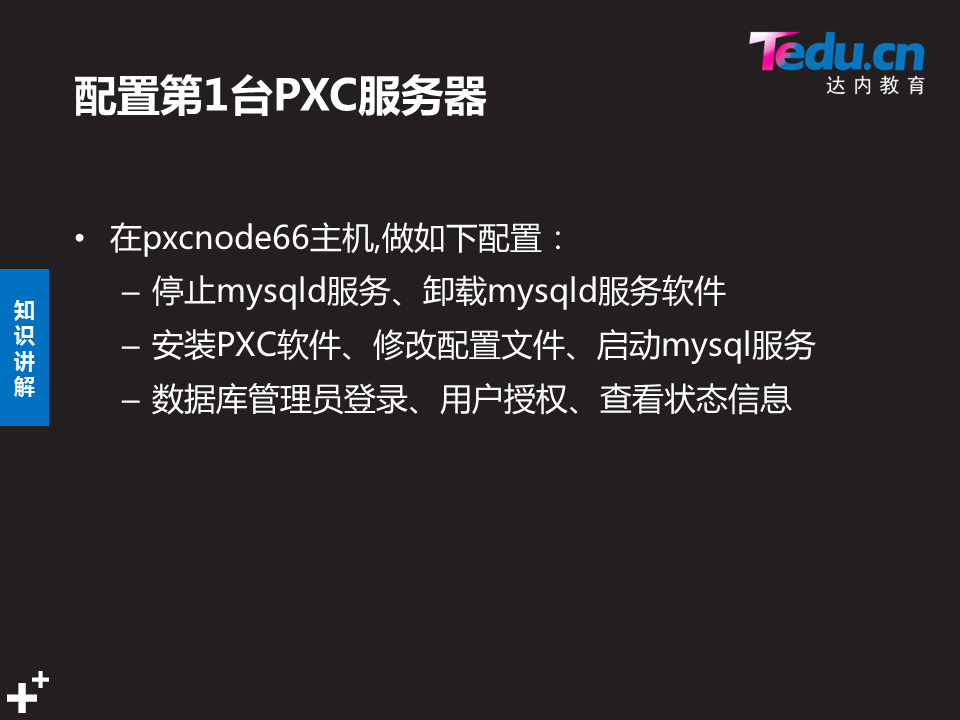 Tedu.cn
达内教育
配置第1台PXC服务器
• 在pxcnode66主机,做如下配置：
– 停止mysqld服务、卸载mysqld服务软件
– 安装PXC软件、修改配置文件、启动mysql服务
– 数据库管理员登录、用户授权、查看状态信息
知
识
讲
解